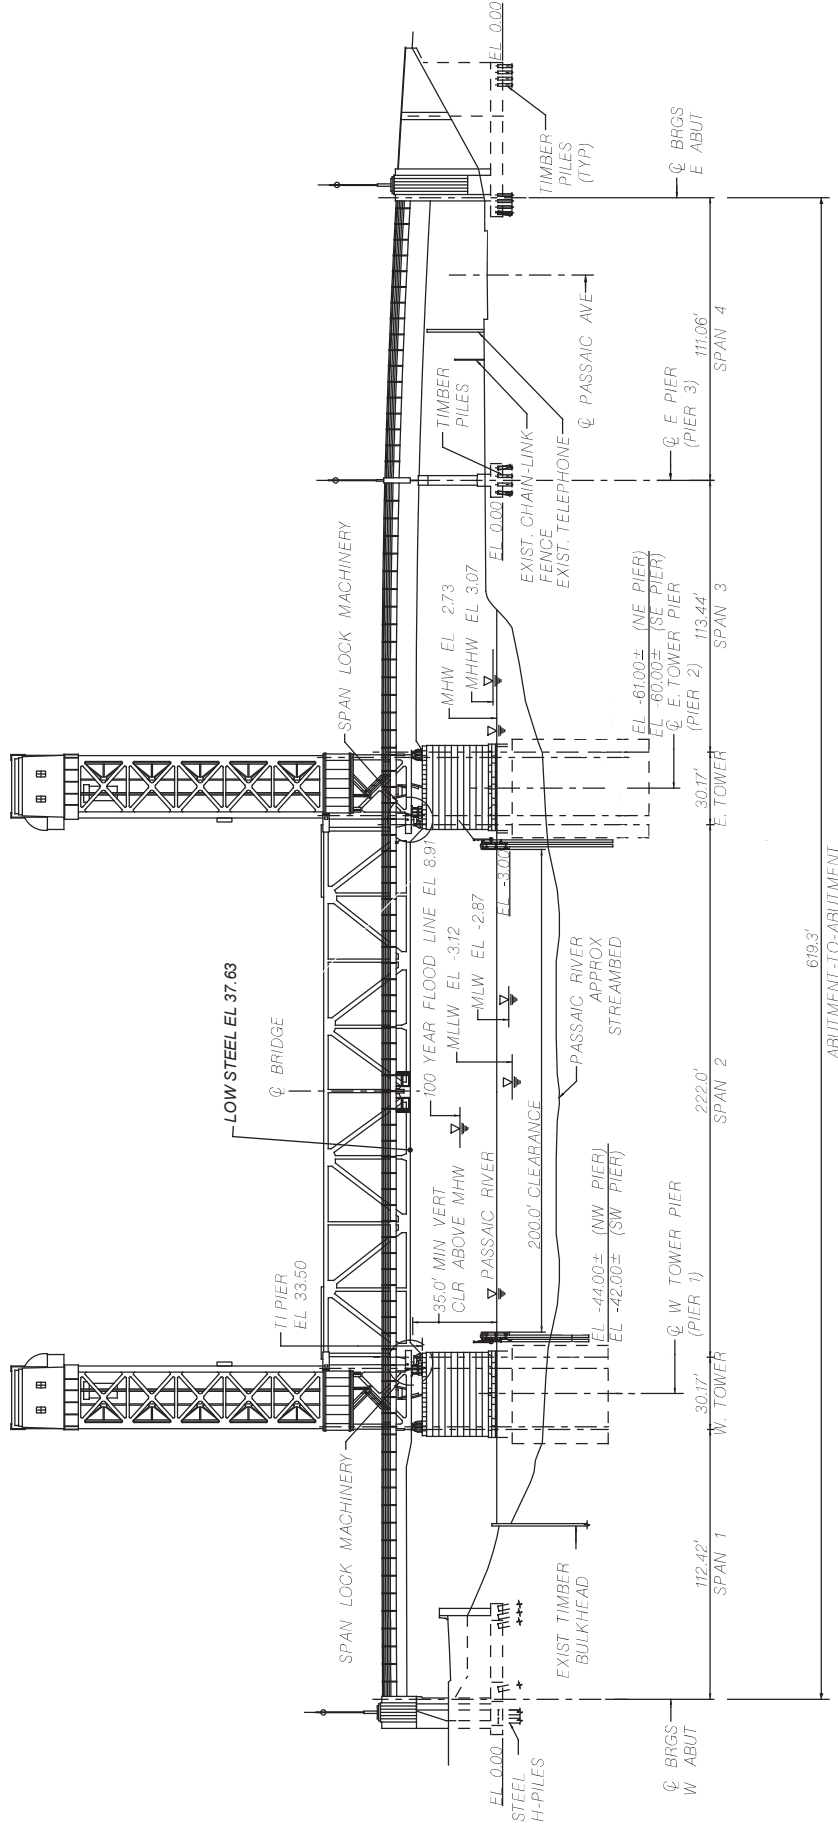 EL 0.00
TIMBER
PILES
(TYP)
℄ BRGS
E ABUT
℄ PASSAIC AVE
TIMBER
PILES
EL 0.00
EXIST. CHAIN-LINK
FENCE
EXIST. TELEPHONE
℄ E PIER
(PIER 3)
111.06'
SPAN 4
SPAN LOCK MACHINERY
MHW EL 2.73
MHHW EL 3.07
EL -61.00± (NE PIER)
EL -60.00± (SE PIER)
℄ E. TOWER PIER
(PIER 2)
113.44'
SPAN 3
30.17'
E. TOWER
LOW STEEL EL 37.63
℄ BRIDGE
100 YEAR FLOOD LINE EL 8.91
MLLW EL -3.12
MLW EL -2.87
EL -3.00
PASSAIC RIVER
APPROX
STREAMBED
222.0'
SPAN 2
619.3'
ABUTMENT-TO-ABUTMENT
T1 PIER
EL 33.50
35.0' MIN VERT
CLR ABOVE MHW
PASSAIC RIVER
200.0' CLEARANCE
EL -44.00± (NW PIER)
EL -42.00± (SW PIER)
℄ W TOWER PIER
(PIER 1)
30.17'
W. TOWER
SPAN LOCK MACHINERY
EXIST TIMBER
BULKHEAD
112.42'
SPAN 1
EL 0.00
STEEL
H-PILES
℄ BRGS
W ABUT